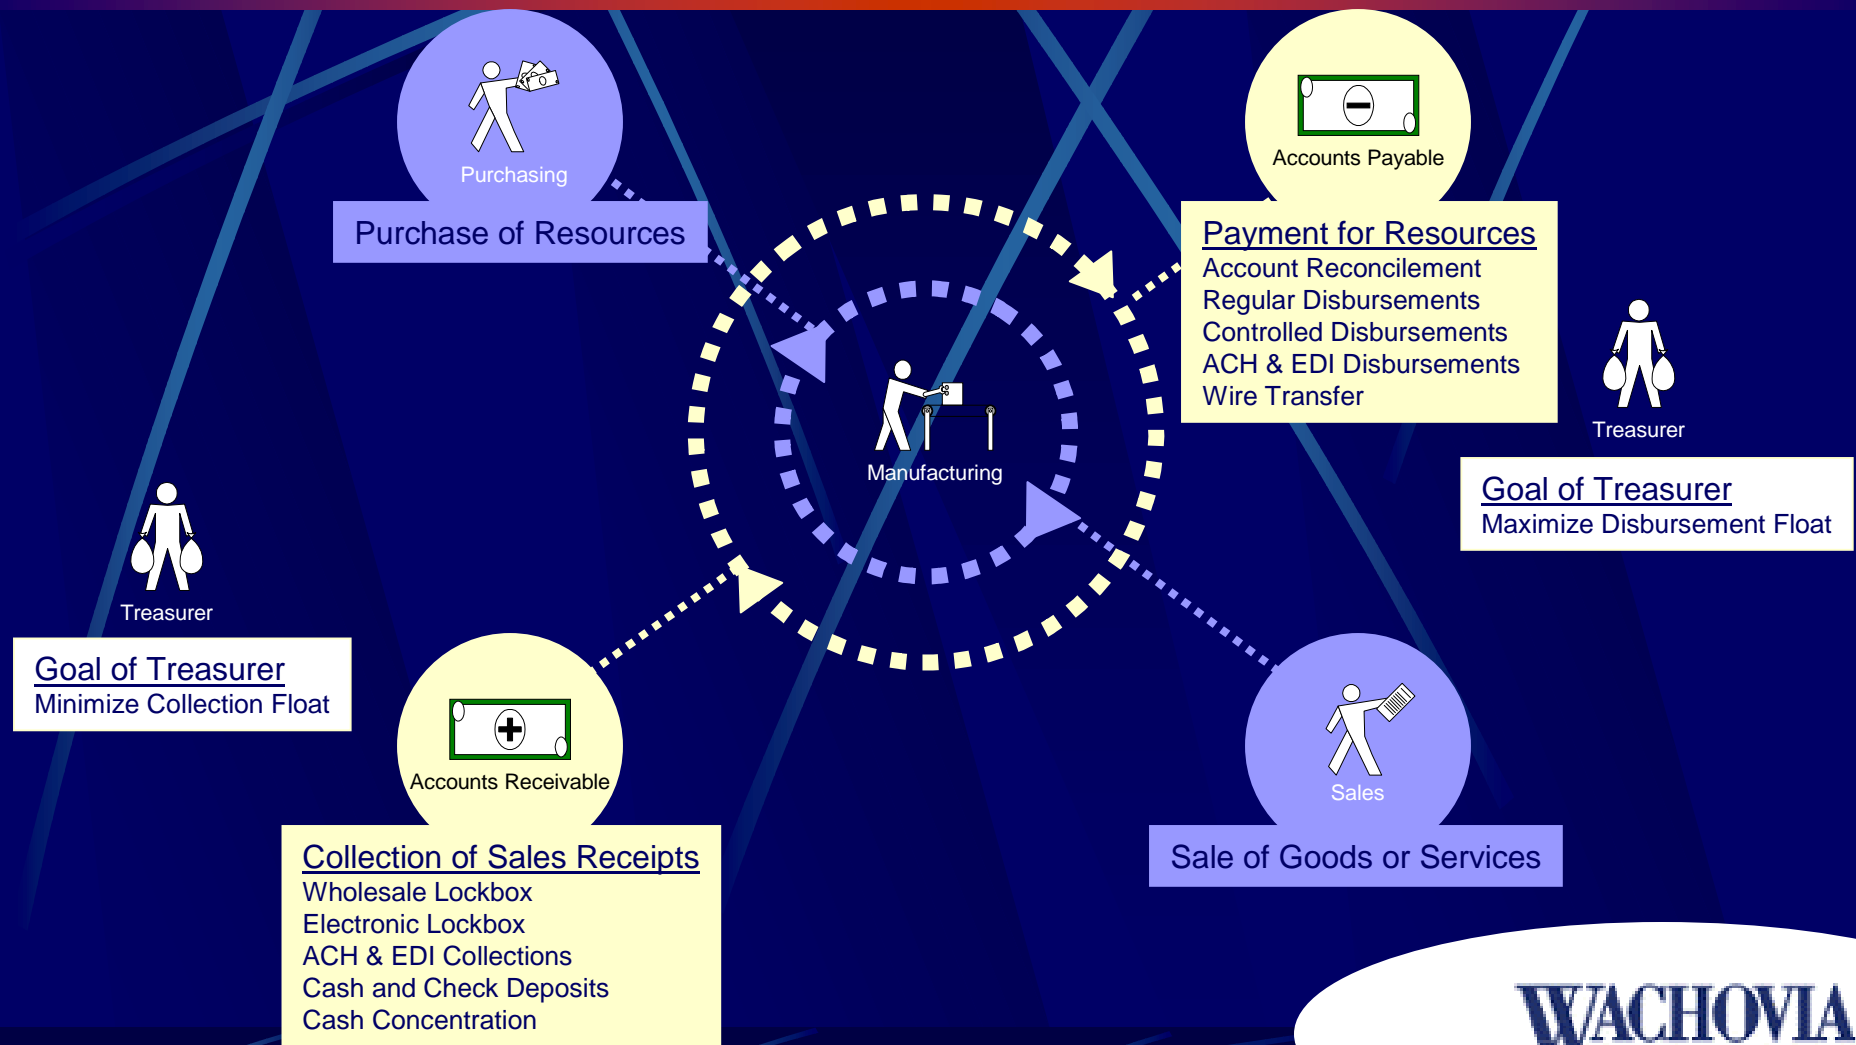 Purchasing
Purchase of Resources
Accounts Payable
Payment for Resources
Account Reconcilement
Regular Disbursements
Controlled Disbursements
ACH & EDI Disbursements
Wire Transfer
Treasurer
Goal of Treasurer
Maximize Disbursement Float
Manufacturing
Treasurer
Goal of Treasurer
Minimize Collection Float
Accounts Receivable
Collection of Sales Receipts
Wholesale Lockbox
Electronic Lockbox
ACH & EDI Collections
Cash and Check Deposits
Cash Concentration
Sales
Sale of Goods or Services
WACHOVIA